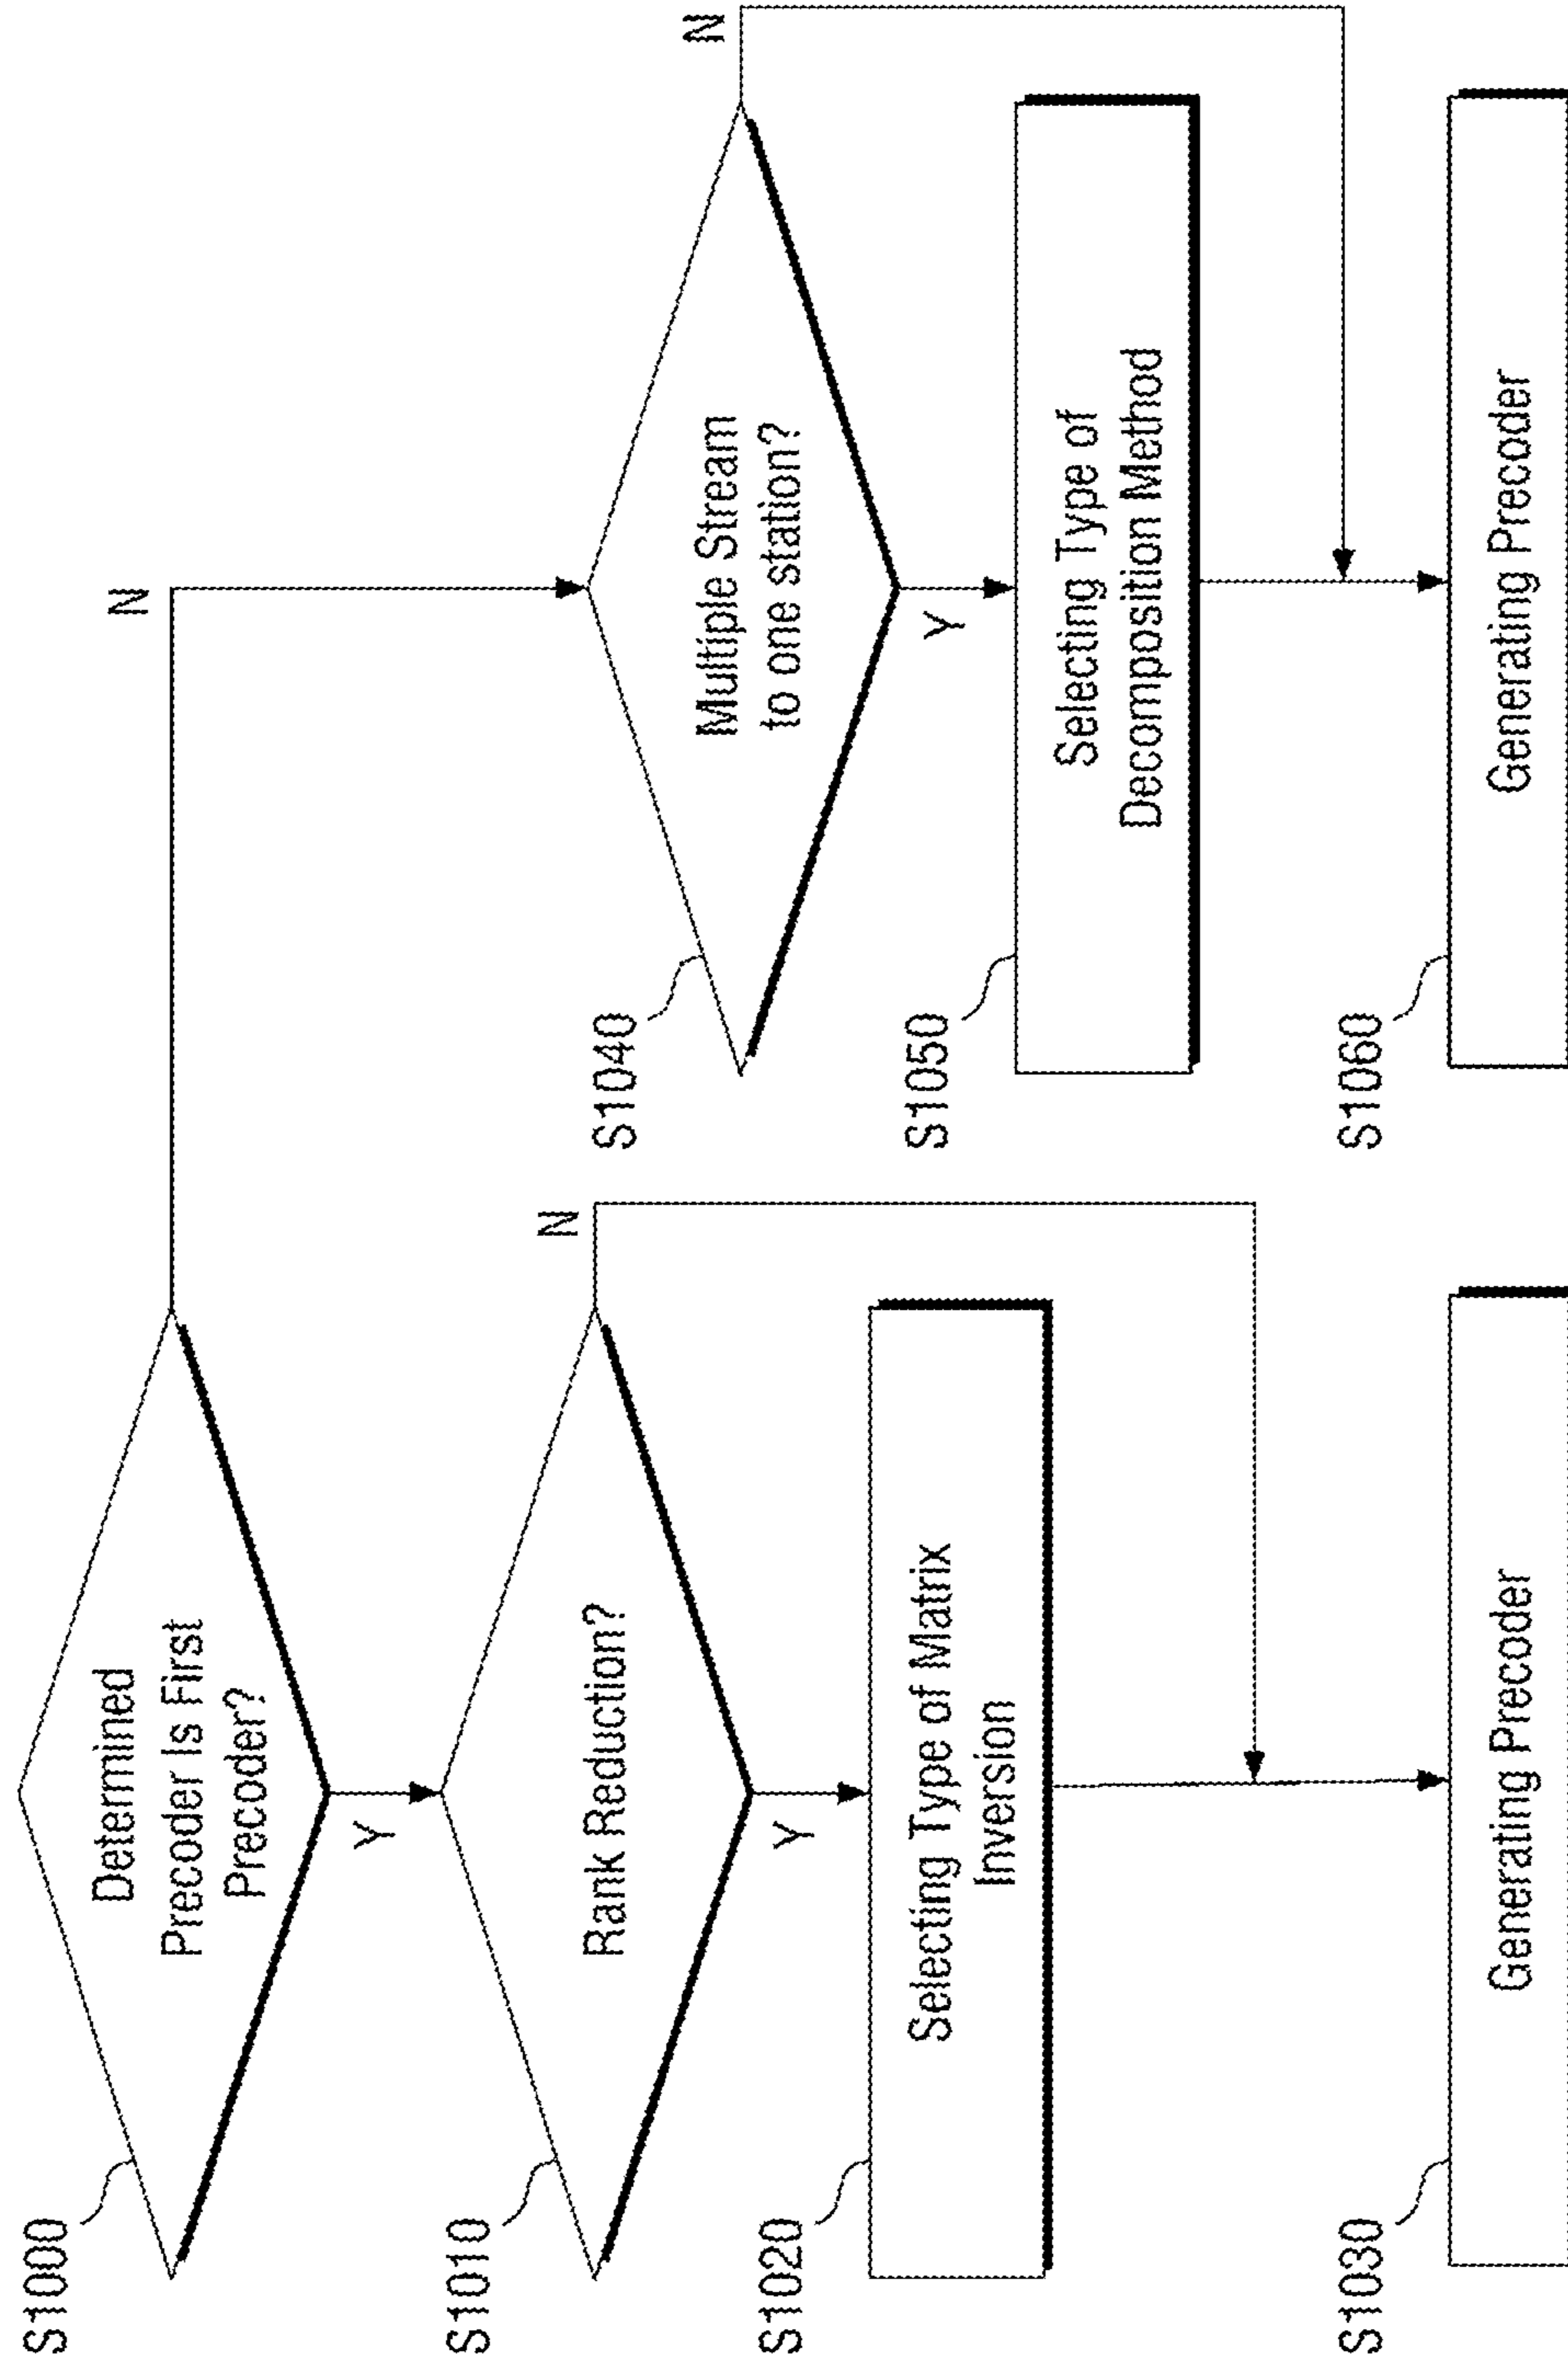 S1000
Determined
Precoder Is First
Precoder?
N
Y
S1010
Rank Reduction?
N
Y
S1020
Selecting Type of Matrix
Inversion
S1030
Generating Precoder
S1040
Multiple Stream
to one station?
N
Y
S1050
Selecting Type of
Decomposition Method
S1060
Generating Precoder